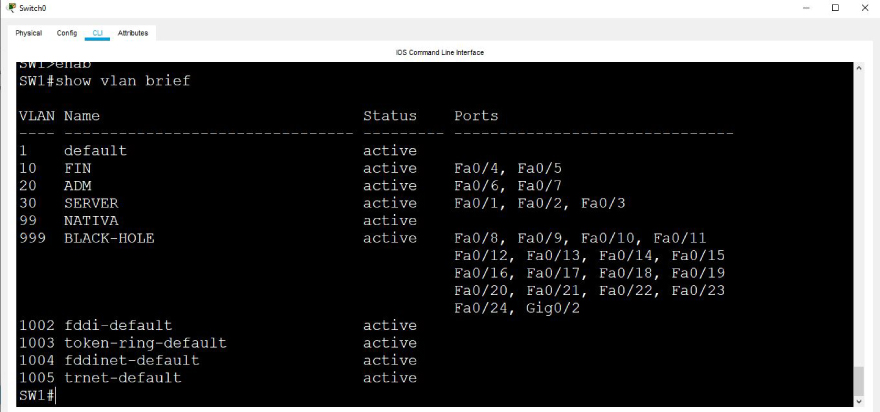 Switch0
Physical Config CLI Attributes
IOS Command Line Interface
SW1>enab
SW1#show vlan brief
VLAN Name Status Ports
---- -------------------------------- --------- -------------------------------
1 default active
10 FIN active Fa0/4, Fa0/5
20 ADM active Fa0/6, Fa0/7
30 SERVER active Fa0/1, Fa0/2, Fa0/3
99 NATIVA active
999 BLACK-HOLE active Fa0/8, Fa0/9, Fa0/10, Fa0/11
Fa0/12, Fa0/13, Fa0/14, Fa0/15
Fa0/16, Fa0/17, Fa0/18, Fa0/19
Fa0/20, Fa0/21, Fa0/22, Fa0/23
Fa0/24, Gig0/2
1002 fddi-default active
1003 token-ring-default active
1004 fddinet-default active
1005 trnet-default active
SW1#